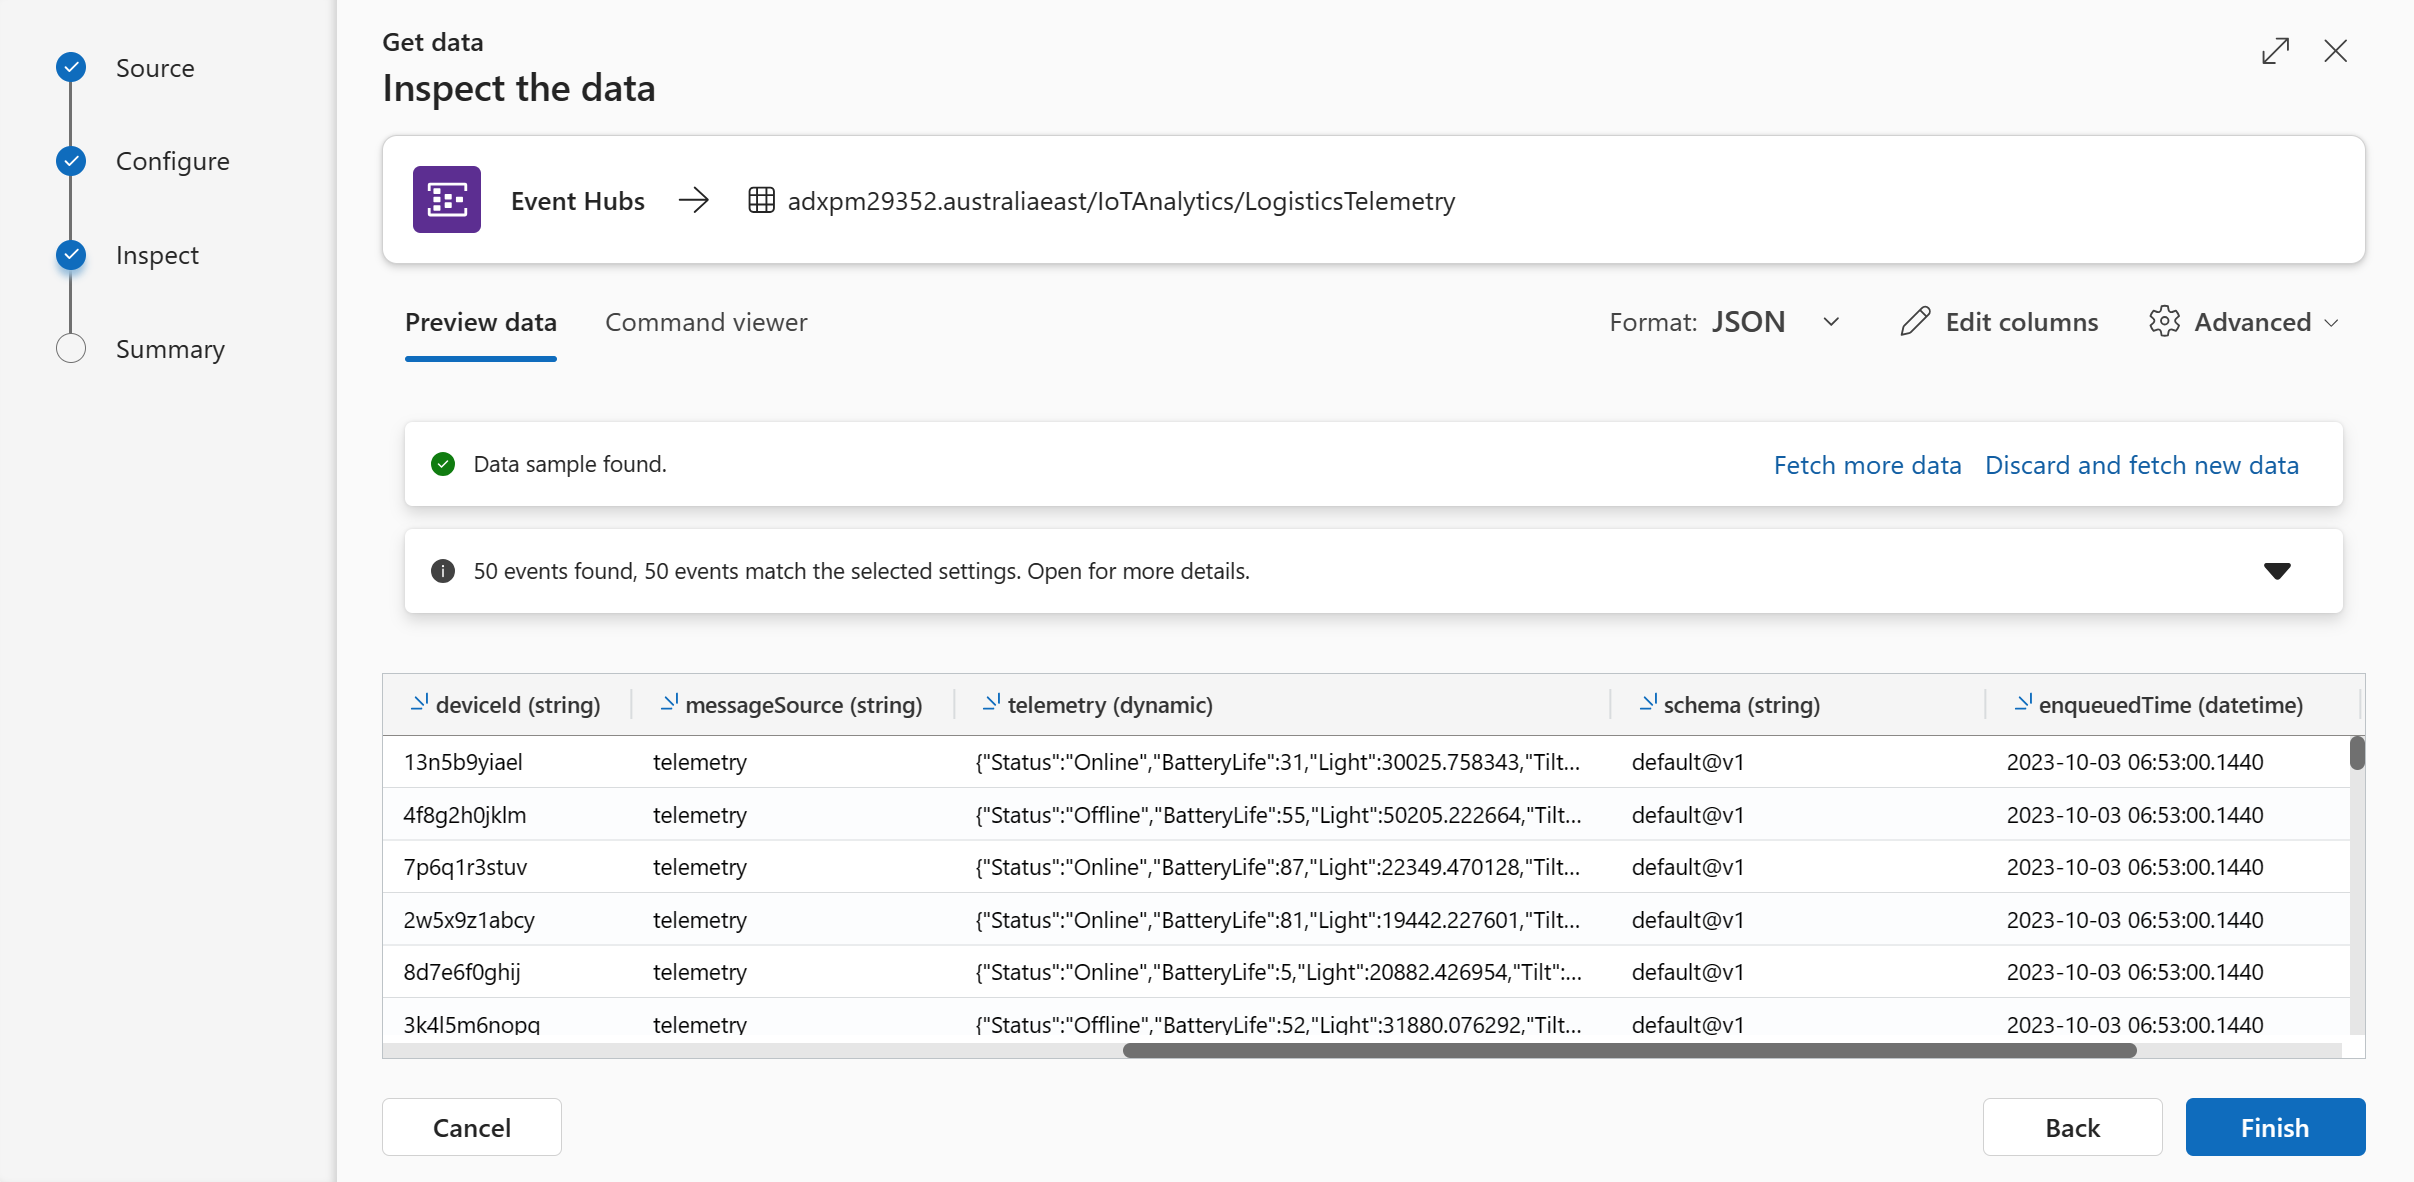 Source
Configure
Inspect
Summary
Get data
Inspect the data
Event Hubs → adxpm29352.australiaeast/IoTAnalytics/LogisticsTelemetry
Preview data Command viewer Format: JSON Edit columns Advanced
Data sample found. Fetch more data Discard and fetch new data
50 events found, 50 events match the selected settings. Open for more details.
deviceId (string) messageSource (string) telemetry (dynamic) schema (string) enqueuedTime (datetime)
13n5b9yiael telemetry {"Status":"Online","BatteryLife":31,"Light":30025.758343,"Tilt... default@v1 2023-10-03 06:53:00.1440
4f8g2h0jklm telemetry {"Status":"Offline","BatteryLife":55,"Light":50205.222664,"Tilt... default@v1 2023-10-03 06:53:00.1440
7p6q1r3stuv telemetry {"Status":"Online","BatteryLife":87,"Light":22349.470128,"Tilt... default@v1 2023-10-03 06:53:00.1440
2w5x9z1abcy telemetry {"Status":"Online","BatteryLife":81,"Light":19442.227601,"Tilt... default@v1 2023-10-03 06:53:00.1440
8d7e6f0ghij telemetry {"Status":"Online","BatteryLife":5,"Light":20882.426954,"Tilt":... default@v1 2023-10-03 06:53:00.1440
3k4l5m6nopq telemetry {"Status":"Offline","BatteryLife":52,"Light":31880.076292,"Tilt... default@v1 2023-10-03 06:53:00.1440
Cancel Back Finish